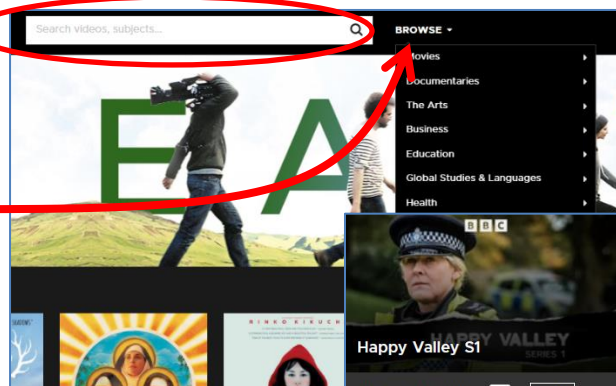 Search videos, subjects...
BROWSE
Movies
Documentaries
The Arts
Business
Education
Global Studies & Languages
Health
E A
BBC
HAPPY VALLEY
SERIES 1
Happy Valley S1
RINKO KIKUCH